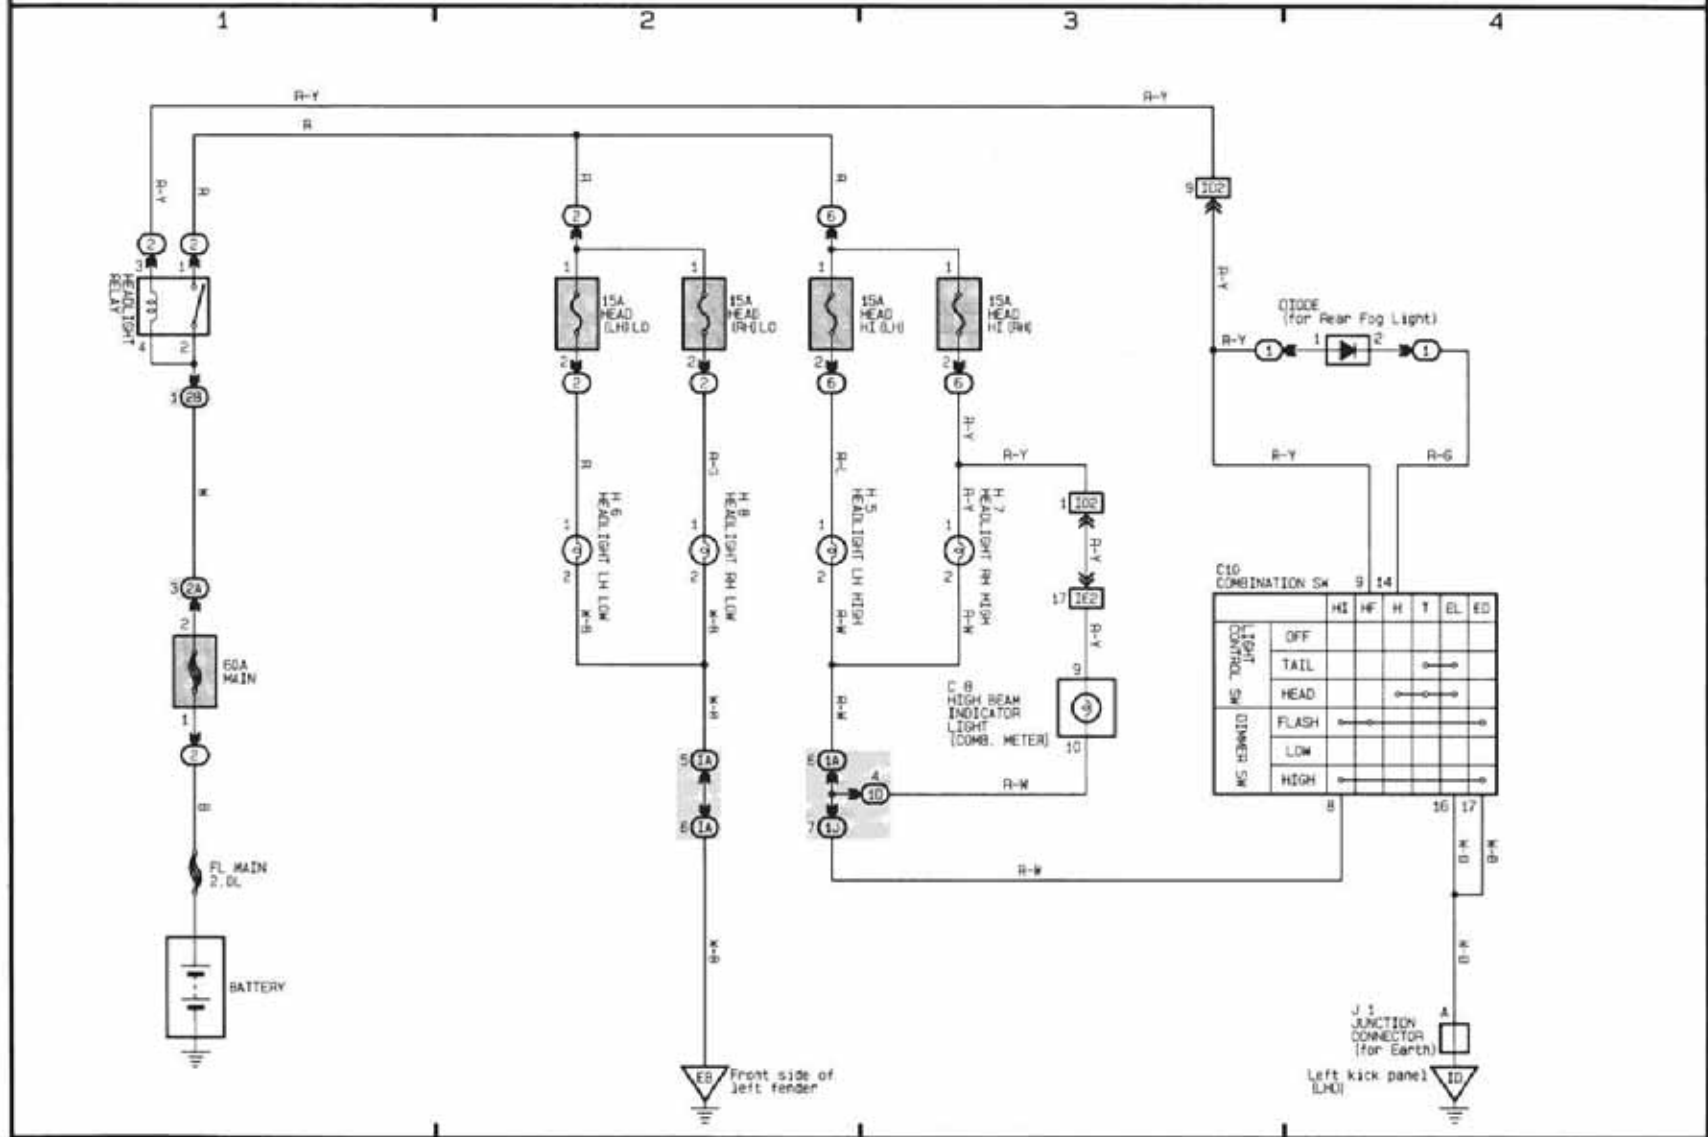 1 2 3 4
R-Y
R-Y
R
R-Y
R
R
R
9 IO2
2
2
2
6
3 1
HEADLIGHT
RELAY
4 2
1 2B
W
3 2A
2
60A
MAIN
1
2
B
FL MAIN
2.0L
BATTERY
1
15A
HEAD
(LH)LO
2
2
1
15A
HEAD
(RH)LO
2
2
1
15A
HEAD
HI(LH)
2
6
1
15A
HEAD
HI(RH)
2
6
R
1
H 6
HEADLIGHT LH LOW
2
W-B
R-G
1
H 8
HEADLIGHT RH LOW
2
W-B
W-B
5 1A
6 1A
W-B
E8
Front side of
left fender
R-L
1
H 5
HEADLIGHT LH HIGH
2
R-W
R-Y
R-Y
R-Y
1
H 7
HEADLIGHT RH HIGH
2
R-W
R-W
6 1A
4
1D
7 1J
R-W
R-W
1 IO2
R-Y
17 IE2
R-Y
9
C 8
HIGH BEAM
INDICATOR
LIGHT
(COMB. METER)
10
R-Y
R-Y
DIODE
(for Rear Fog Light)
1
1 2
1
R-Y
R-G
C10
COMBINATION SW
9 14
HI HF H T EL ED
LIGHT
CONTROL SW
OFF
TAIL
HEAD
DIMMER SW
FLASH
LOW
HIGH
8 16 17
W-B
W-B
W-B
J 1
JUNCTION
CONNECTOR
(for Earth)
A
Left kick panel
(LHD)